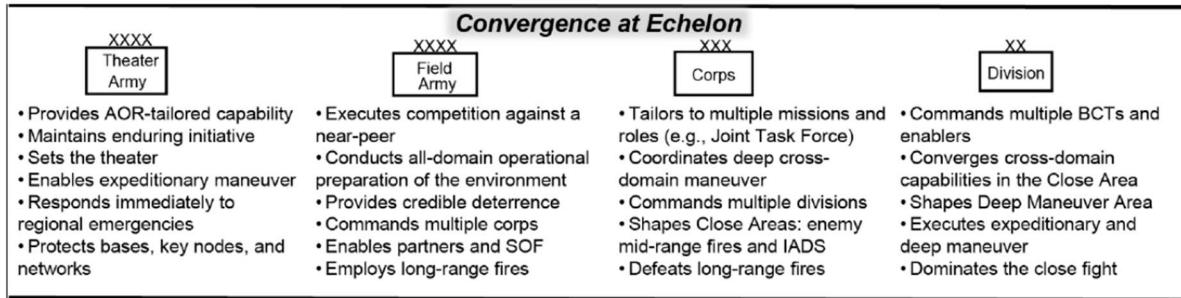 Convergence at Echelon
XXXX
Theater
Army
• Provides AOR-tailored capability
• Maintains enduring initiative
• Sets the theater
• Enables expeditionary maneuver
• Responds immediately to
regional emergencies
• Protects bases, key nodes, and
networks
XXXX
Field
Army
• Executes competition against a
near-peer
• Conducts all-domain operational
preparation of the environment
• Provides credible deterrence
• Commands multiple corps
• Enables partners and SOF
• Employs long-range fires
XXX
Corps
• Tailors to multiple missions and
roles (e.g., Joint Task Force)
• Coordinates deep cross-
domain maneuver
• Commands multiple divisions
• Shapes Close Areas: enemy
mid-range fires and IADS
• Defeats long-range fires
XX
Division
• Commands multiple BCTs and
enablers
• Converges cross-domain
capabilities in the Close Area
• Shapes Deep Maneuver Area
• Executes expeditionary and
deep maneuver
• Dominates the close fight